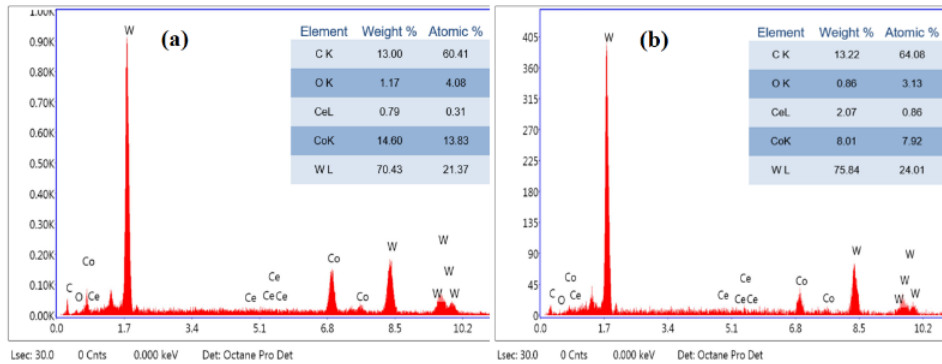 1.00K
0.90K
0.80K
0.70K
0.60K
0.50K
0.40K
0.30K
0.20K
0.10K
0.00K
W
(a)
Element Weight % Atomic %
C K 13.00 60.41
O K 1.17 4.08
CeL 0.79 0.31
CoK 14.60 13.83
W L 70.43 21.37
C
O
Co
Ce
Ce
Ce
Ce Ce
Co
Co
W
W
W
W W
0.0 1.7 3.4 5.1 6.8 8.5 10.2
Lsec: 30.0 0 Cnts 0.000 keV Det: Octane Pro Det
405
360
315
270
225
180
135
90
45
0
W
(b)
Element Weight % Atomic %
C K 13.22 64.08
O K 0.86 3.13
CeL 2.07 0.86
CoK 8.01 7.92
W L 75.84 24.01
C
O
Co
Ce
Ce
Ce
Ce Ce
Co
Co
W
W
W
W
W W
0.0 1.7 3.4 5.1 6.8 8.5 10.2
Lsec: 30.0 0 Cnts 0.000 keV Det: Octane Pro Det